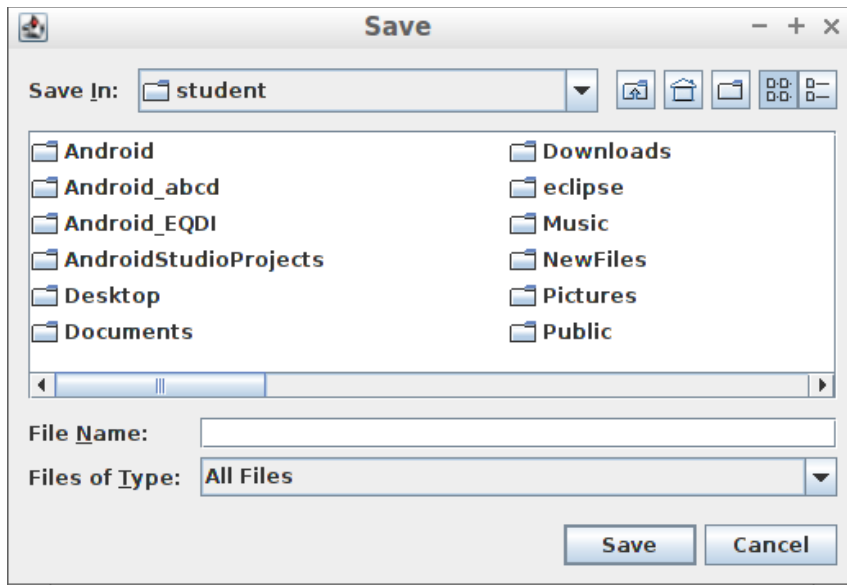 Save
Save In: student
Android
Android_abcd
Android_EQDI
AndroidStudioProjects
Desktop
Documents
Downloads
eclipse
Music
NewFiles
Pictures
Public
File Name:
Files of Type: All Files
Save Cancel